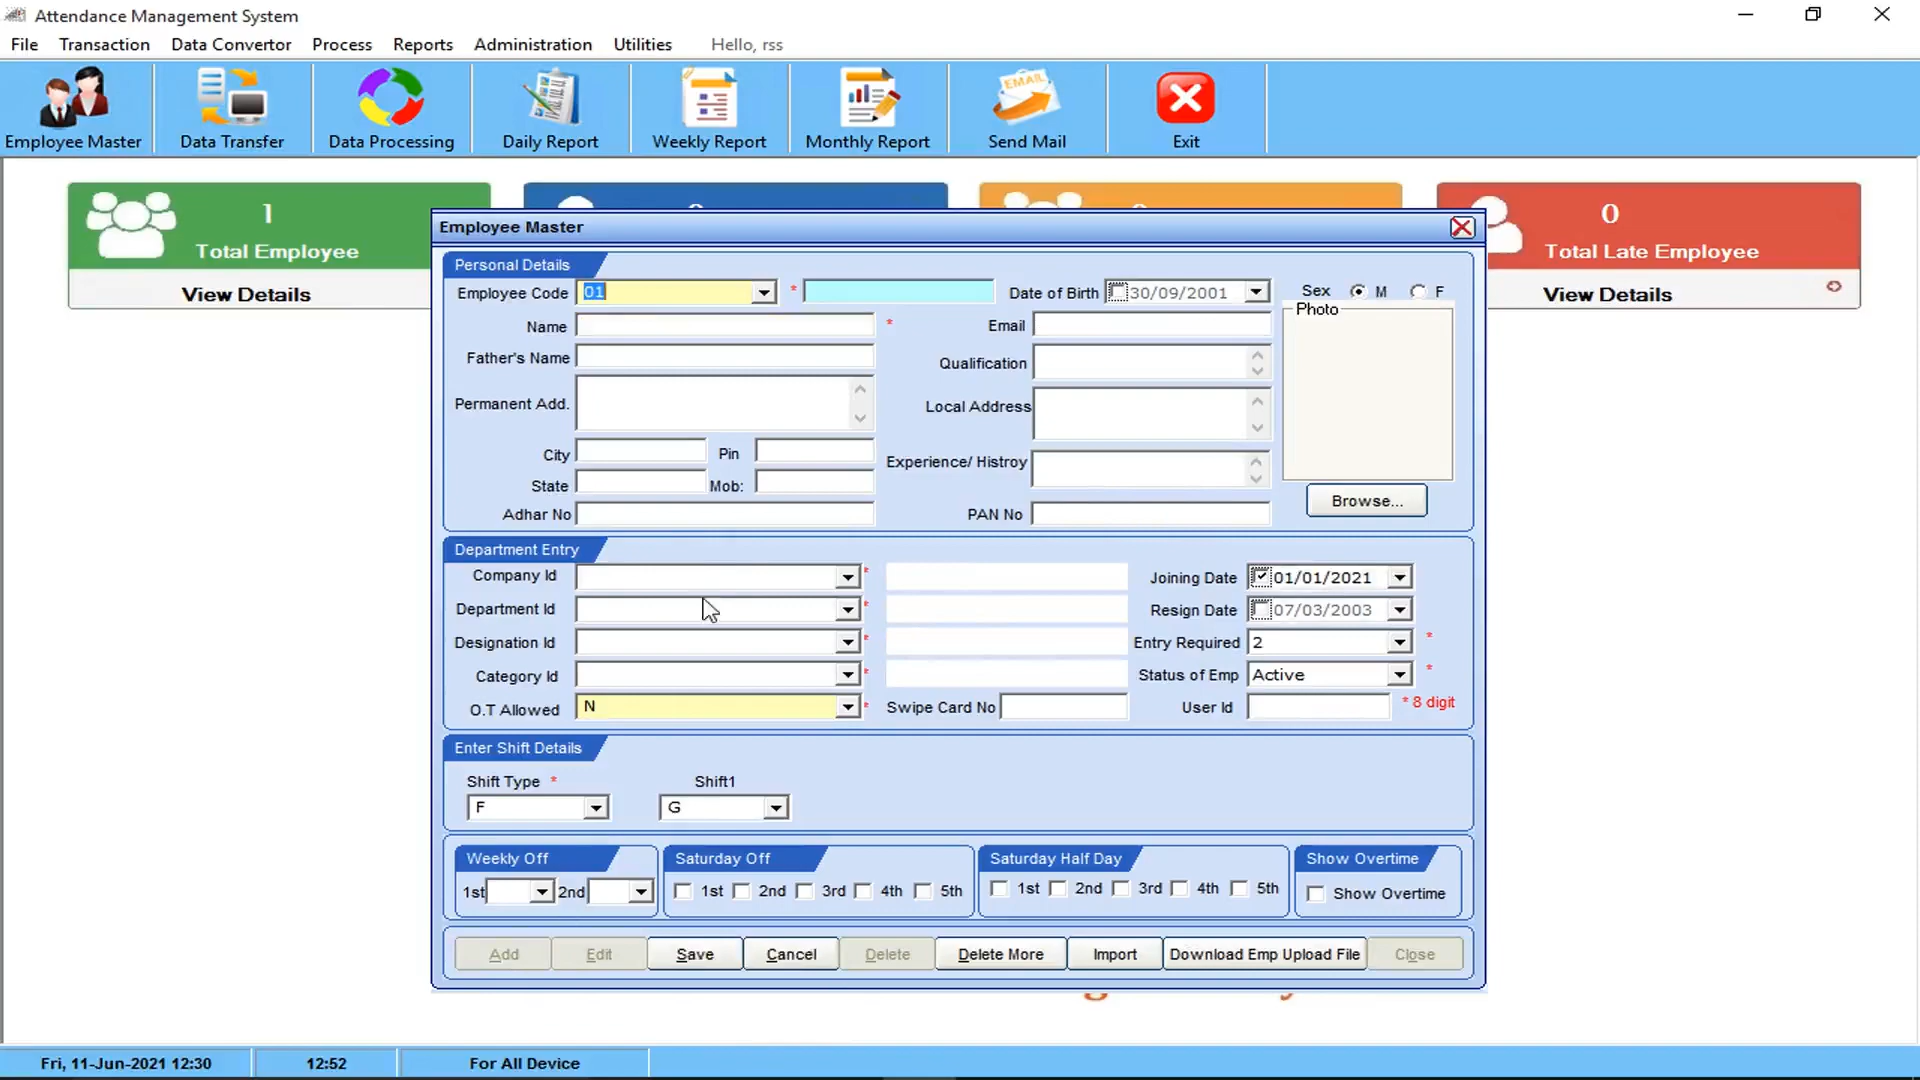 Attendance Management System
File Transaction Data Convertor Process Reports Administration Utilities Hello, rss
Employee Master Data Transfer Data Processing Daily Report Weekly Report Monthly Report EMAIL Send Mail Exit
1
Total Employee
View Details
0
Total Late Employee
View Details
Employee Master
Personal Details
Employee Code 01 * Date of Birth 30/09/2001 Sex M F
Name * Email Photo
Father's Name Qualification
Permanent Add. Local Address
City Pin Experience/ Histroy
State Mob: Browse...
Adhar No PAN No
Department Entry
Company Id * Joining Date 01/01/2021
Department Id * Resign Date 07/03/2003
Designation Id * Entry Required 2 *
Category Id * Status of Emp Active *
O.T Allowed N * Swipe Card No User Id * 8 digit
Enter Shift Details
Shift Type * Shift1
F G
Weekly Off Saturday Off Saturday Half Day Show Overtime
1st 2nd 1st 2nd 3rd 4th 5th 1st 2nd 3rd 4th 5th Show Overtime
Add Edit Save Cancel Delete Delete More Import Download Emp Upload File Close
Fri, 11-Jun-2021 12:30 12:52 For All Device